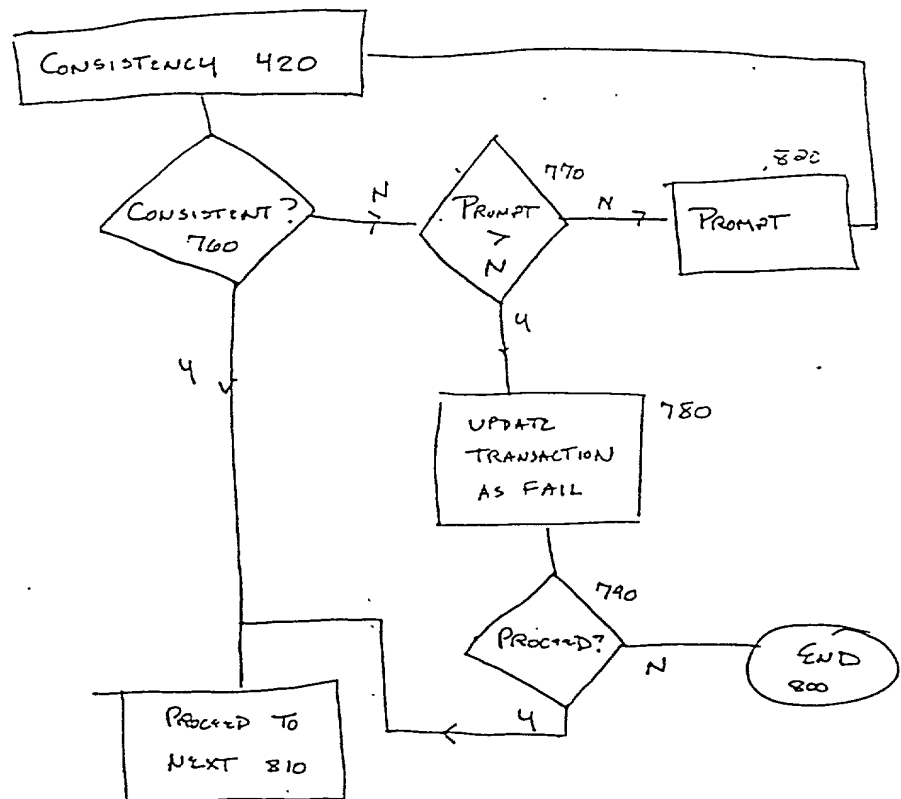 CONSISTENCY 420
CONSISTENT?
760
N
770
PROMPT
>
N
N
820
PROMPT
Y
Y
780
UPDATE
TRANSACTION
AS FAIL
790
PROCEED?
N
END
800
Y
PROCEED TO
NEXT 810